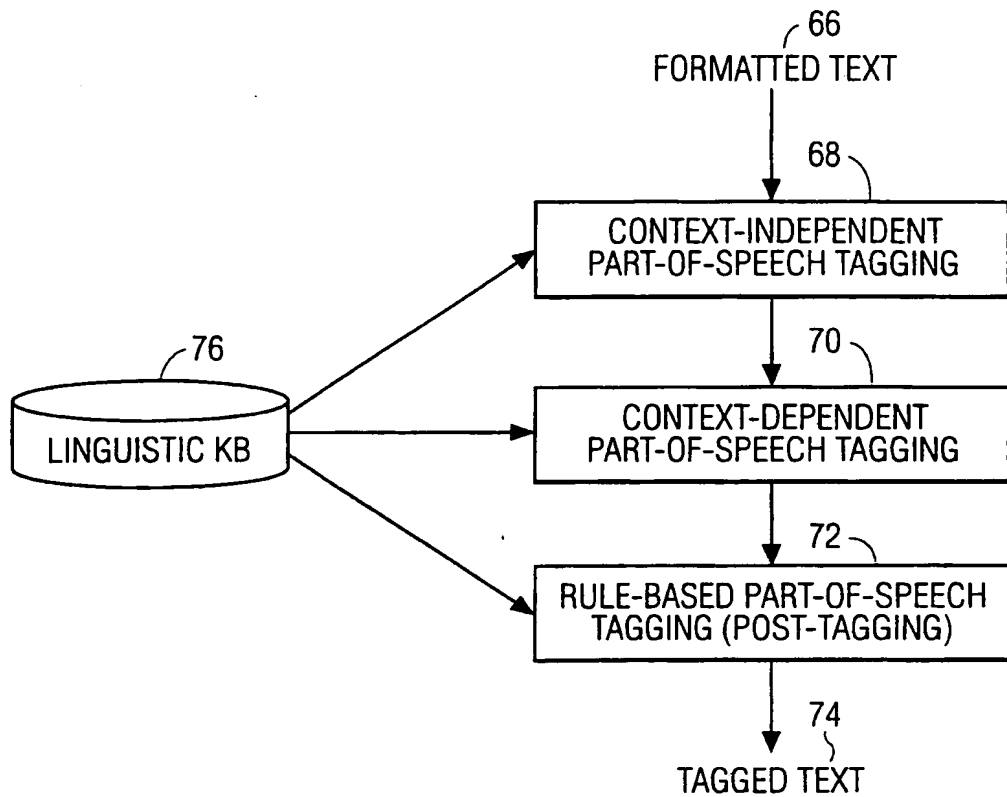 66
FORMATTED TEXT
68
CONTEXT-INDEPENDENT
PART-OF-SPEECH TAGGING
76
LINGUISTIC KB
70
CONTEXT-DEPENDENT
PART-OF-SPEECH TAGGING
72
RULE-BASED PART-OF-SPEECH
TAGGING (POST-TAGGING)
74
TAGGED TEXT